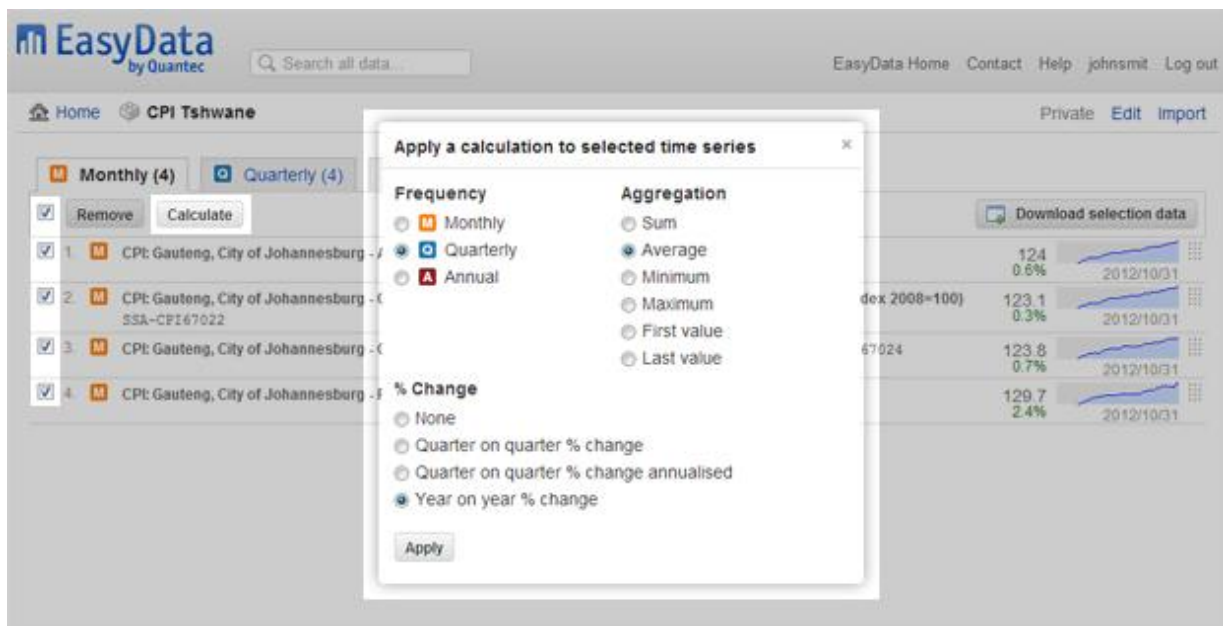 EasyData
by Quantec
Search all data...
EasyData Home Contact Help johnsmit Log out
Home CPI Tshwane
Private Edit Import
M Monthly (4) Q Quarterly (4)
Remove Calculate
Download selection data
1. M CPI: Gauteng, City of Johannesburg -
124
0.6%
2012/10/31
2. M CPI: Gauteng, City of Johannesburg -
dex 2008=100)
SSA-CPI67022
123.1
0.3%
2012/10/31
3. M CPI: Gauteng, City of Johannesburg -
67024
123.8
0.7%
2012/10/31
4. M CPI: Gauteng, City of Johannesburg -
129.7
2.4%
2012/10/31
Apply a calculation to selected time series ×
Frequency
M Monthly
Q Quarterly
A Annual
Aggregation
Sum
Average
Minimum
Maximum
First value
Last value
% Change
None
Quarter on quarter % change
Quarter on quarter % change annualised
Year on year % change
Apply